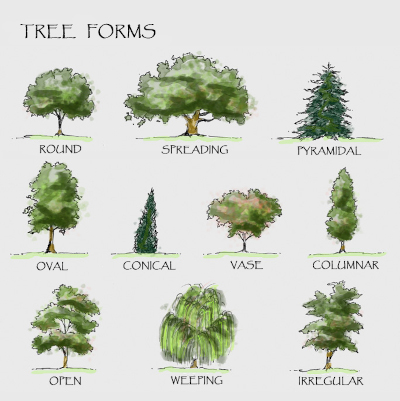 TREE FORMS
ROUND
SPREADING
PYRAMIDAL
OVAL
CONICAL
VASE
COLUMNAR
OPEN
WEEPING
IRREGULAR